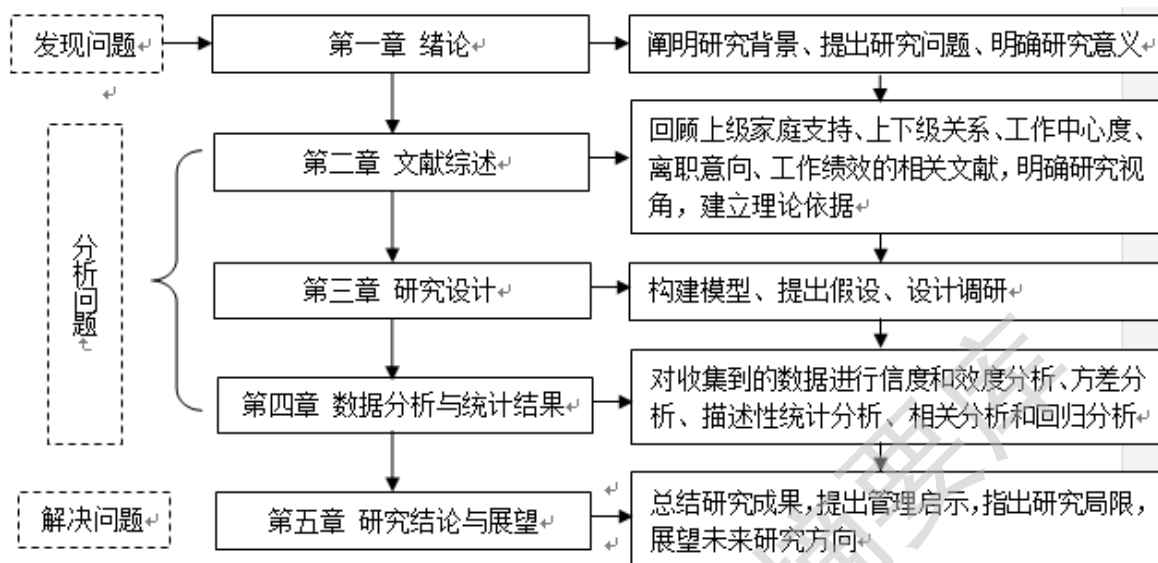 发现问题
第一章 绪论
阐明研究背景、提出研究问题、明确研究意义
分析问题
第二章 文献综述
回顾上级家庭支持、上下级关系、工作中心度、
离职意向、工作绩效的相关文献，明确研究视
角，建立理论依据
第三章 研究设计
构建模型、提出假设、设计调研
第四章 数据分析与统计结果
对收集到的数据进行信度和效度分析、方差分
析、描述性统计分析、相关分析和回归分析
解决问题
第五章 研究结论与展望
总结研究成果，提出管理启示，指出研究局限，
展望未来研究方向
摘要库